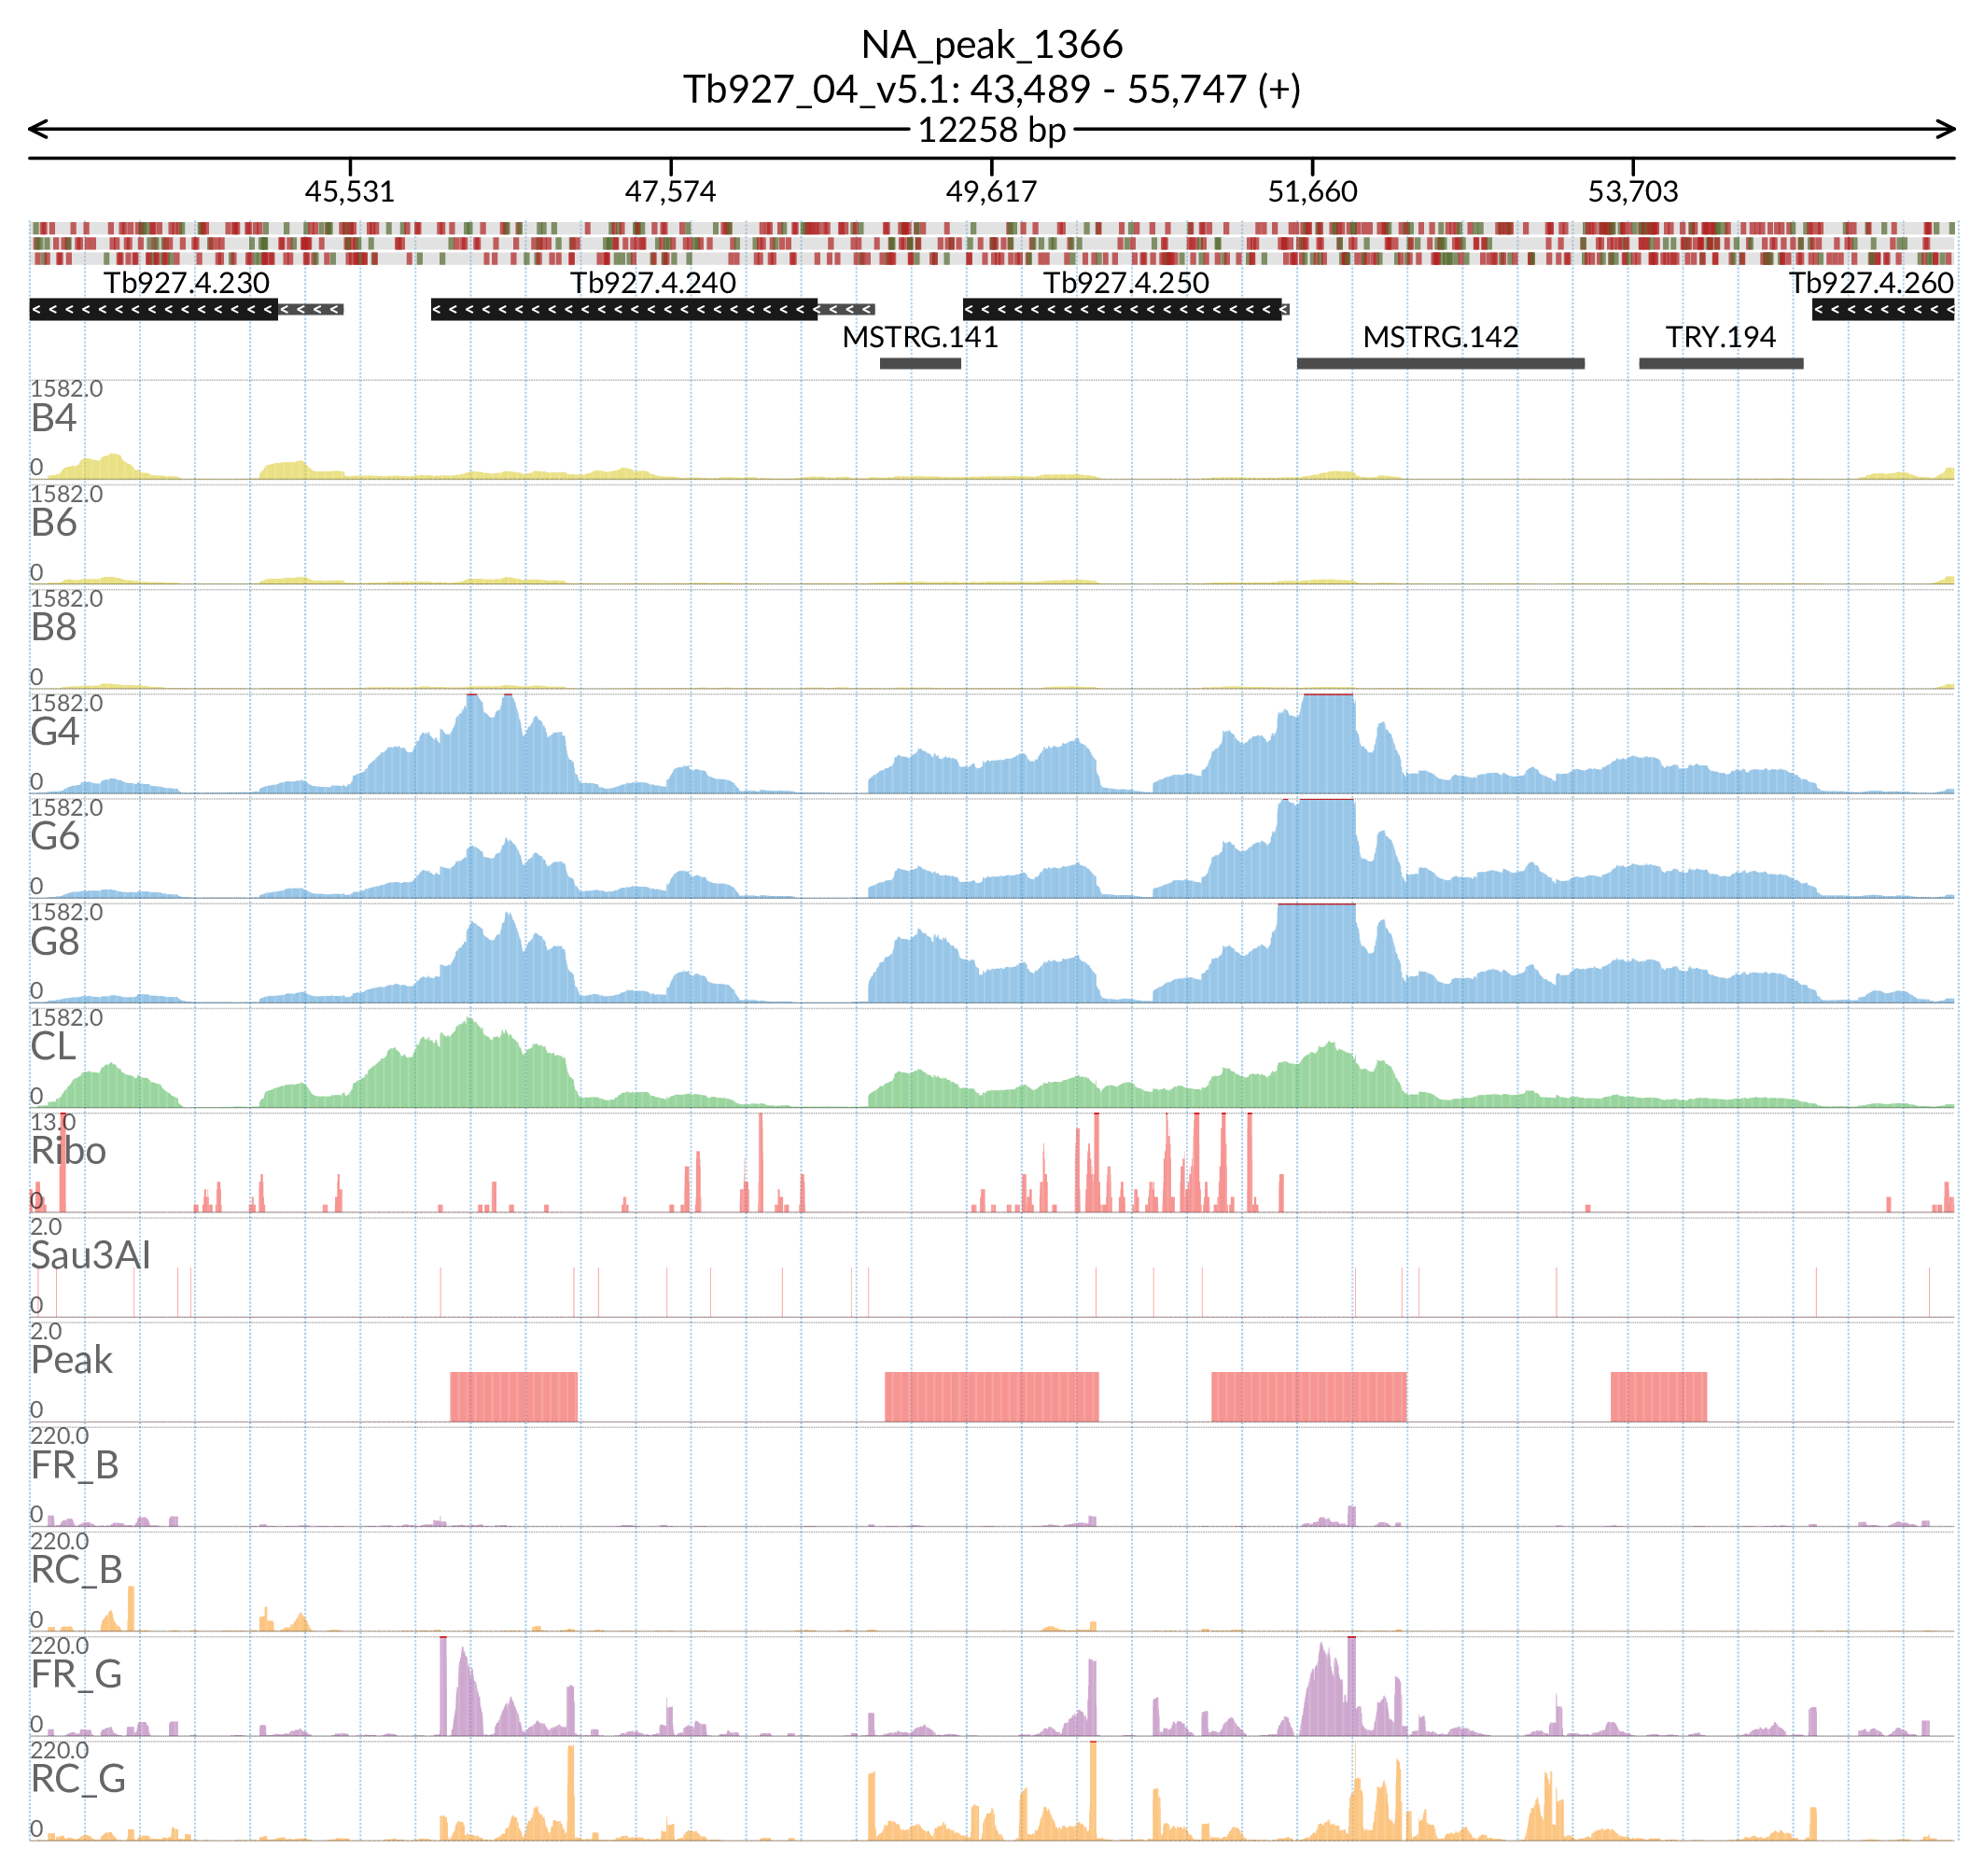 NA_peak_1366
Tb927_04_v5.1: 43,489 - 55,747 (+)
12258 bp
45,531 47,574 49,617 51,660 53,703
Tb927.4.230 Tb927.4.240 Tb927.4.250 Tb927.4.260
MSTRG.141 MSTRG.142 TRY.194
1582.0
B4
0
1582.0
B6
0
1582.0
B8
0
1582.0
G4
0
1582.0
G6
0
1582.0
G8
0
1582.0
CL
0
13.0
Ribo
0
2.0
Sau3AI
0
2.0
Peak
0
220.0
FR_B
0
220.0
RC_B
0
220.0
FR_G
0
220.0
RC_G
0